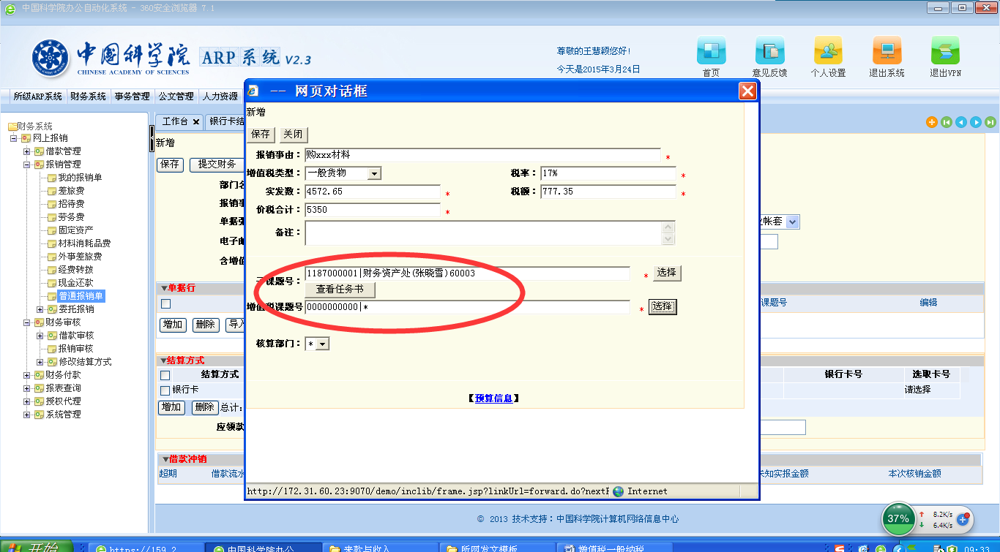 中国科学院办公自动化系统 - 360安全浏览器 7.1
中国科学院
CHINESE ACADEMY OF SCIENCES
ARP 系统 V2.3
尊敬的王慧颖您好!
今天是2015年3月24日
首页
意见反馈
个人设置
退出系统
退出VPN
所级ARP系统
财务系统
事务管理
公文管理
人力资源
财务系统
网上报销
借款管理
报销管理
我的报销单
差旅费
招待费
劳务费
固定资产
材料消耗品费
外事差旅费
经费转拨
现金还款
普通报销单
委托报销
财务审核
借款审核
报销审核
修改结算方式
财务付款
报表查询
授权代理
系统管理
工作台
银行卡结
新增
保存
提交财务
部门名
报销事
单据张
电子邮
含增值
帐套
单据行
课题号
编辑
增加
删除
导入
结算方式
结算方式
银行卡号
选取卡号
银行卡
请选择
增加
删除
总计:
应领款
借款冲销
超期
借款流水
未知实报金额
本次核销金额
-- 网页对话框
新增
保存
关闭
报销事由: 购xxx材料 *
增值税类型: 一般货物
税率: 17% *
实发数: 4572.65 *
税额: 777.35 *
价税合计: 5350 *
备注:
课题号: 1187000001|财务资产处(张晓雪)60003 * 选择
查看任务书
增值税课题号 0000000000|* * 选择
核算部门: *
【预算信息】
http://172.31.60.23:9070/demo/inclib/frame.jsp?linkUrl=forward.do?nextF
Internet
© 2013 技术支持:中国科学院计算机网络信息中心
37%
8.2K/s
6.4K/s
开始
https://159.2
中国科学院办公
来款与收入
所网发文模板
增值税一般纳税
09:33